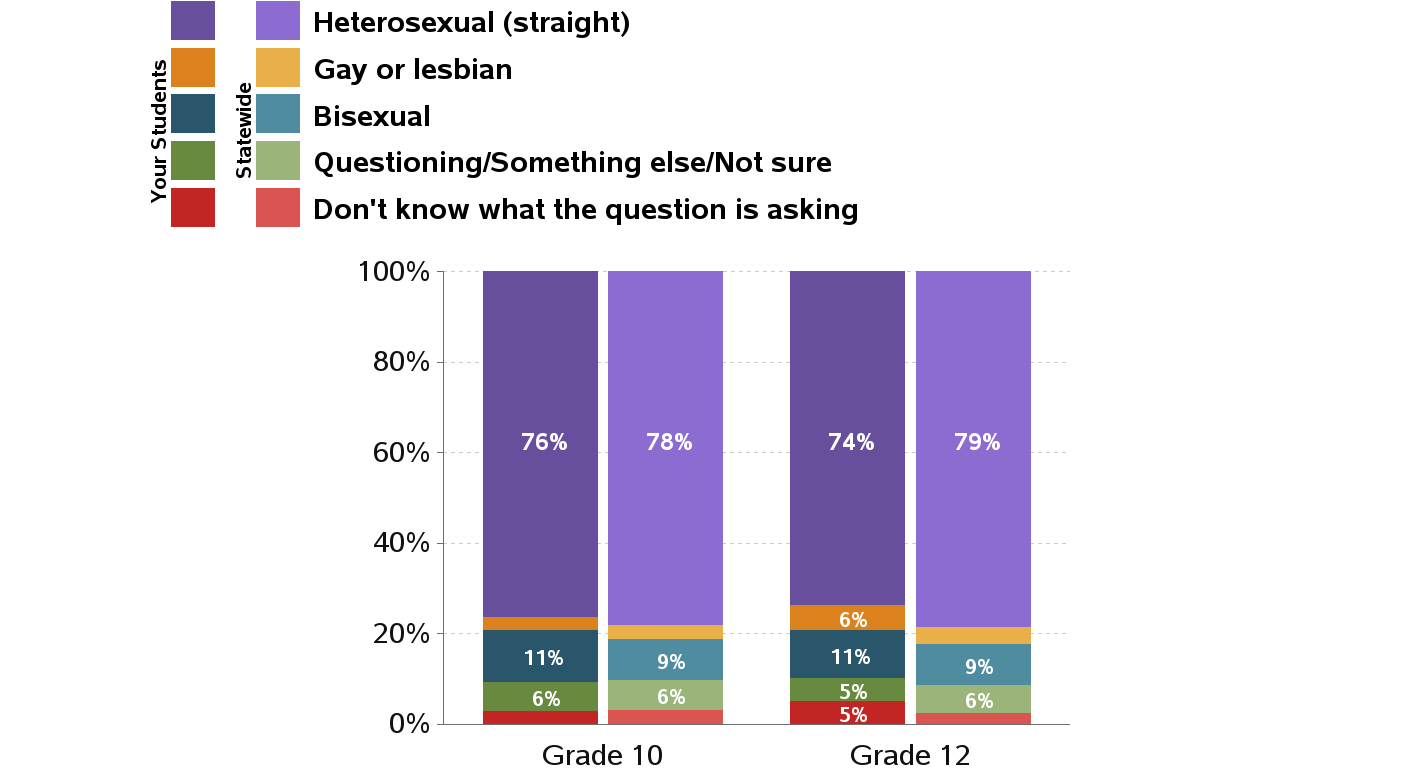 Your Students
Statewide
Heterosexual (straight)
Gay or lesbian
Bisexual
Questioning/Something else/Not sure
Don't know what the question is asking
100%
80%
60%
40%
20%
0%
76%
11%
6%
78%
9%
6%
74%
6%
11%
5%
5%
79%
9%
6%
Grade 10
Grade 12